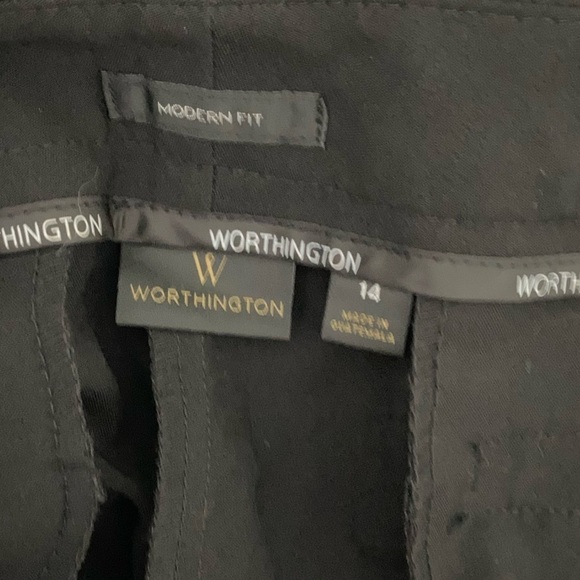 MODERN FIT
HINGTON WORTHINGTON WORTH
W
WORTHINGTON
14
MADE IN
GUATEMALA